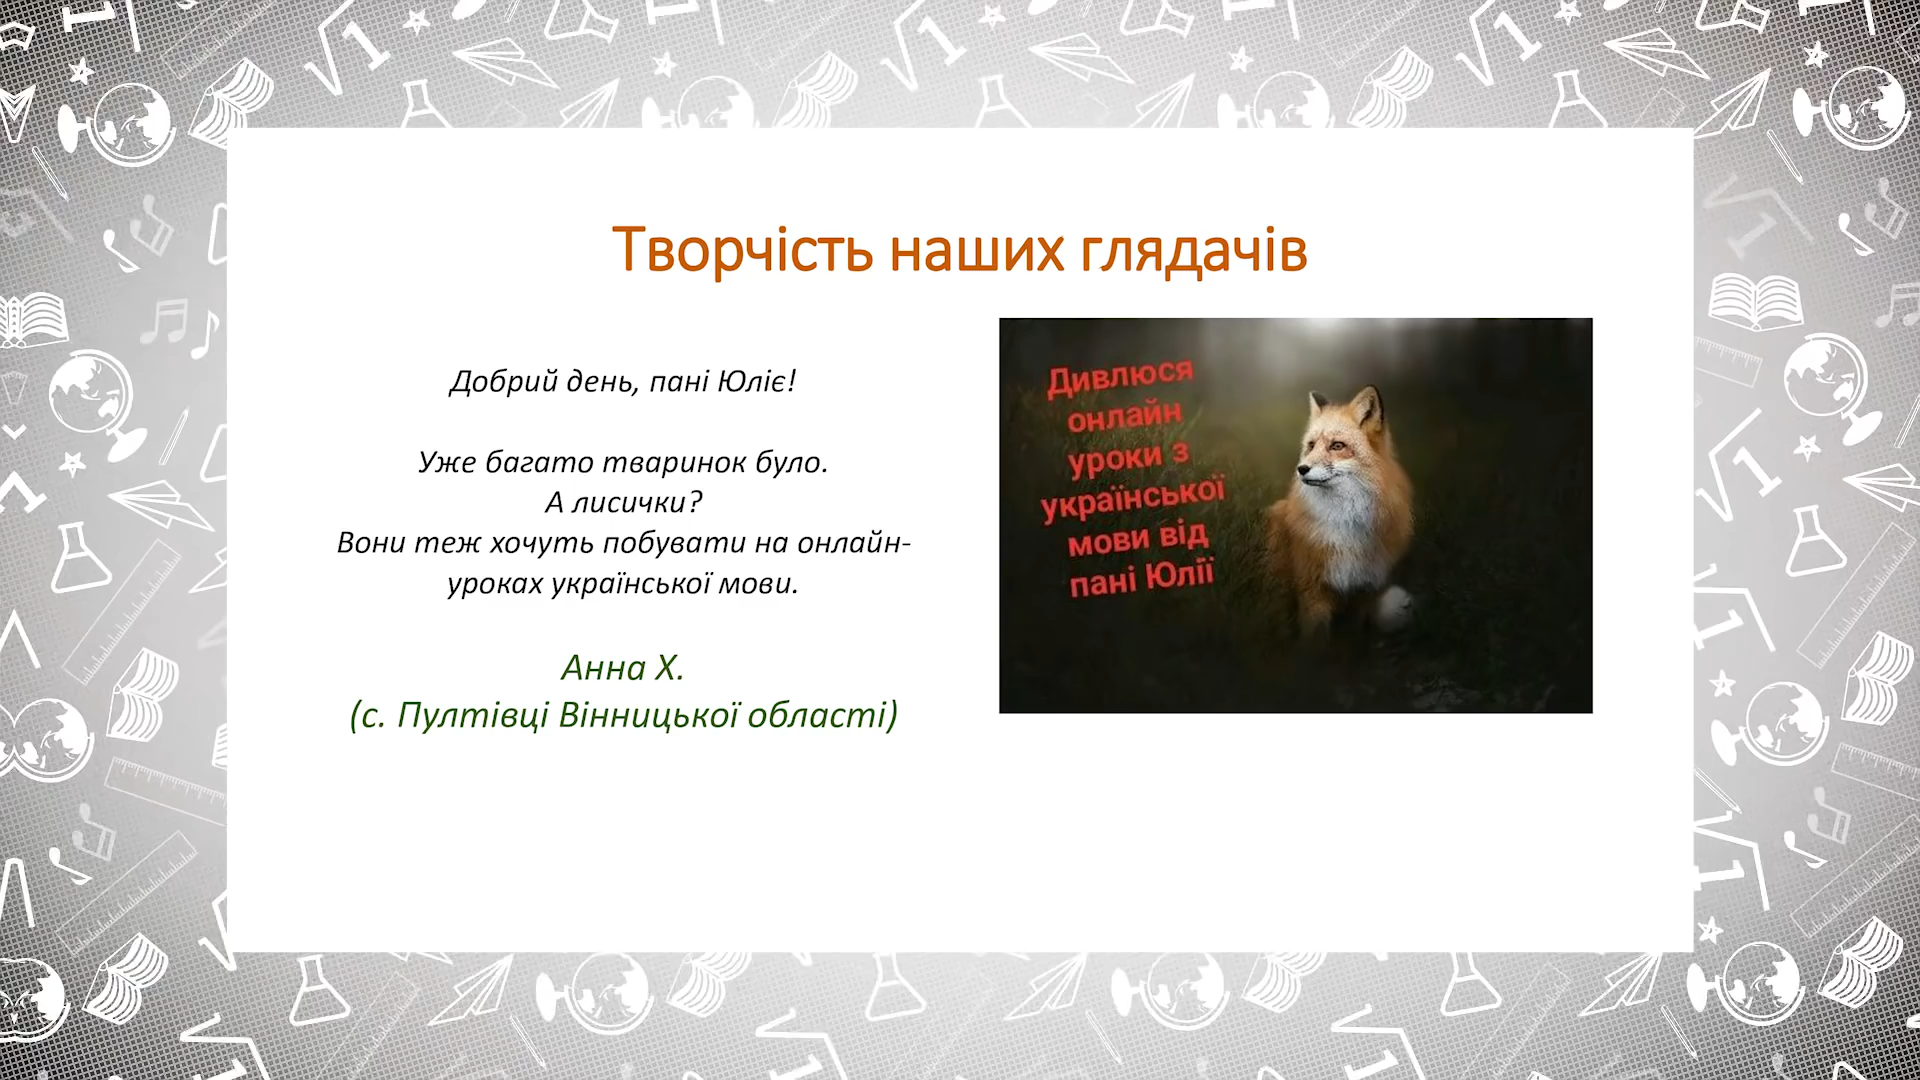 Творчість наших глядачів
Добрий день, пані Юліє!
Уже багато тваринок було.
А лисички?
Вони теж хочуть побувати на онлайн-
уроках української мови.
Анна Х.
(с. Пултівці Вінницької області)
Дивлюся
онлайн
уроки з
української
мови від
пані Юлії